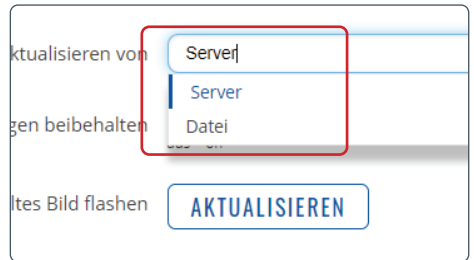 ktualisieren von Server
Server
gen beibehalten Datei
ltes Bild flashen AKTUALISIEREN